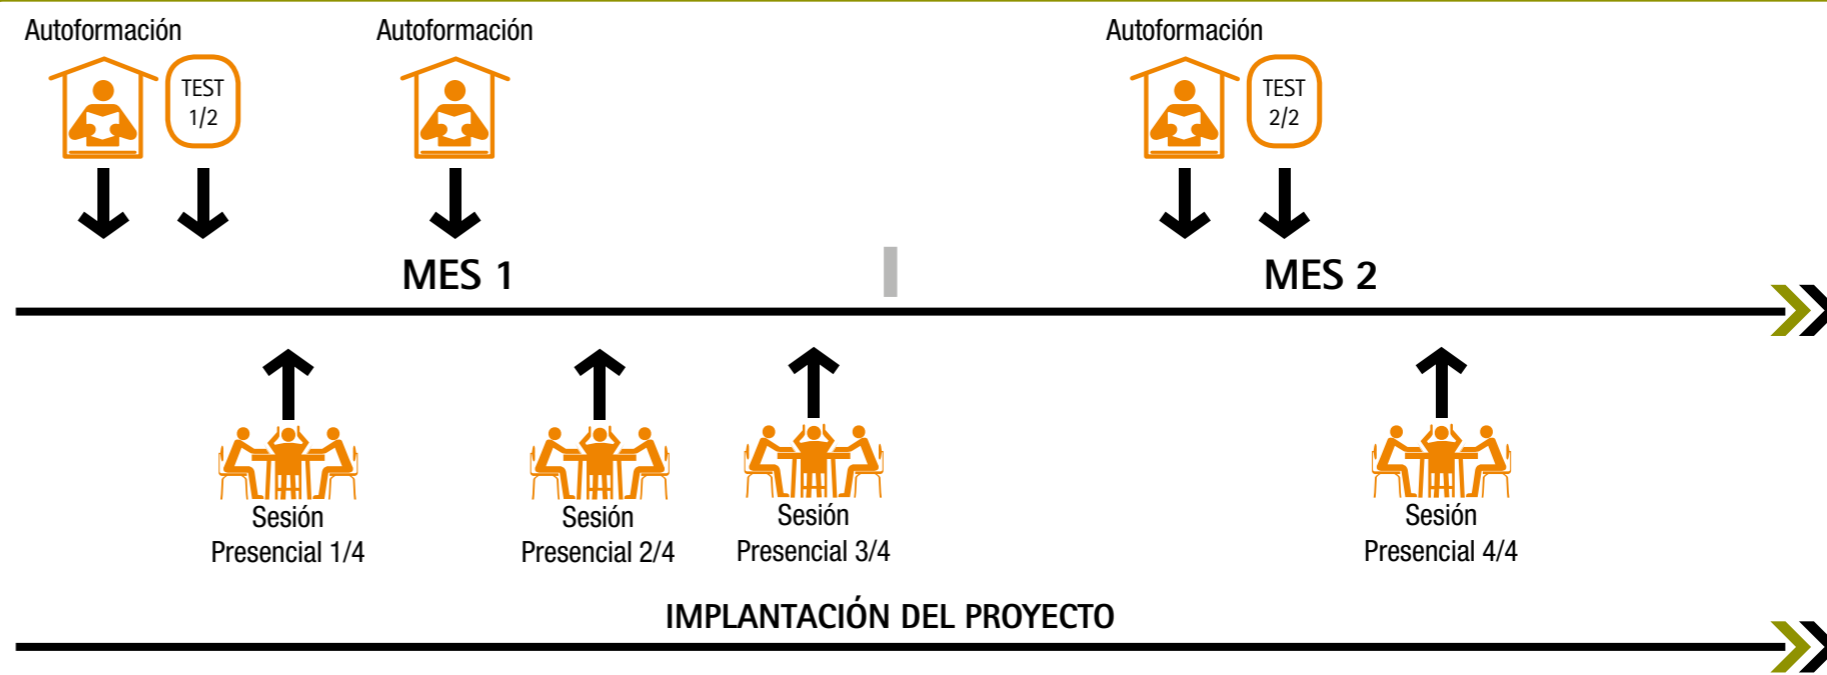 Autoformación
Autoformación
Autoformación
TEST
1/2
TEST
2/2
MES 1
MES 2
Sesión
Presencial 1/4
Sesión
Presencial 2/4
Sesión
Presencial 3/4
Sesión
Presencial 4/4
IMPLANTACIÓN DEL PROYECTO